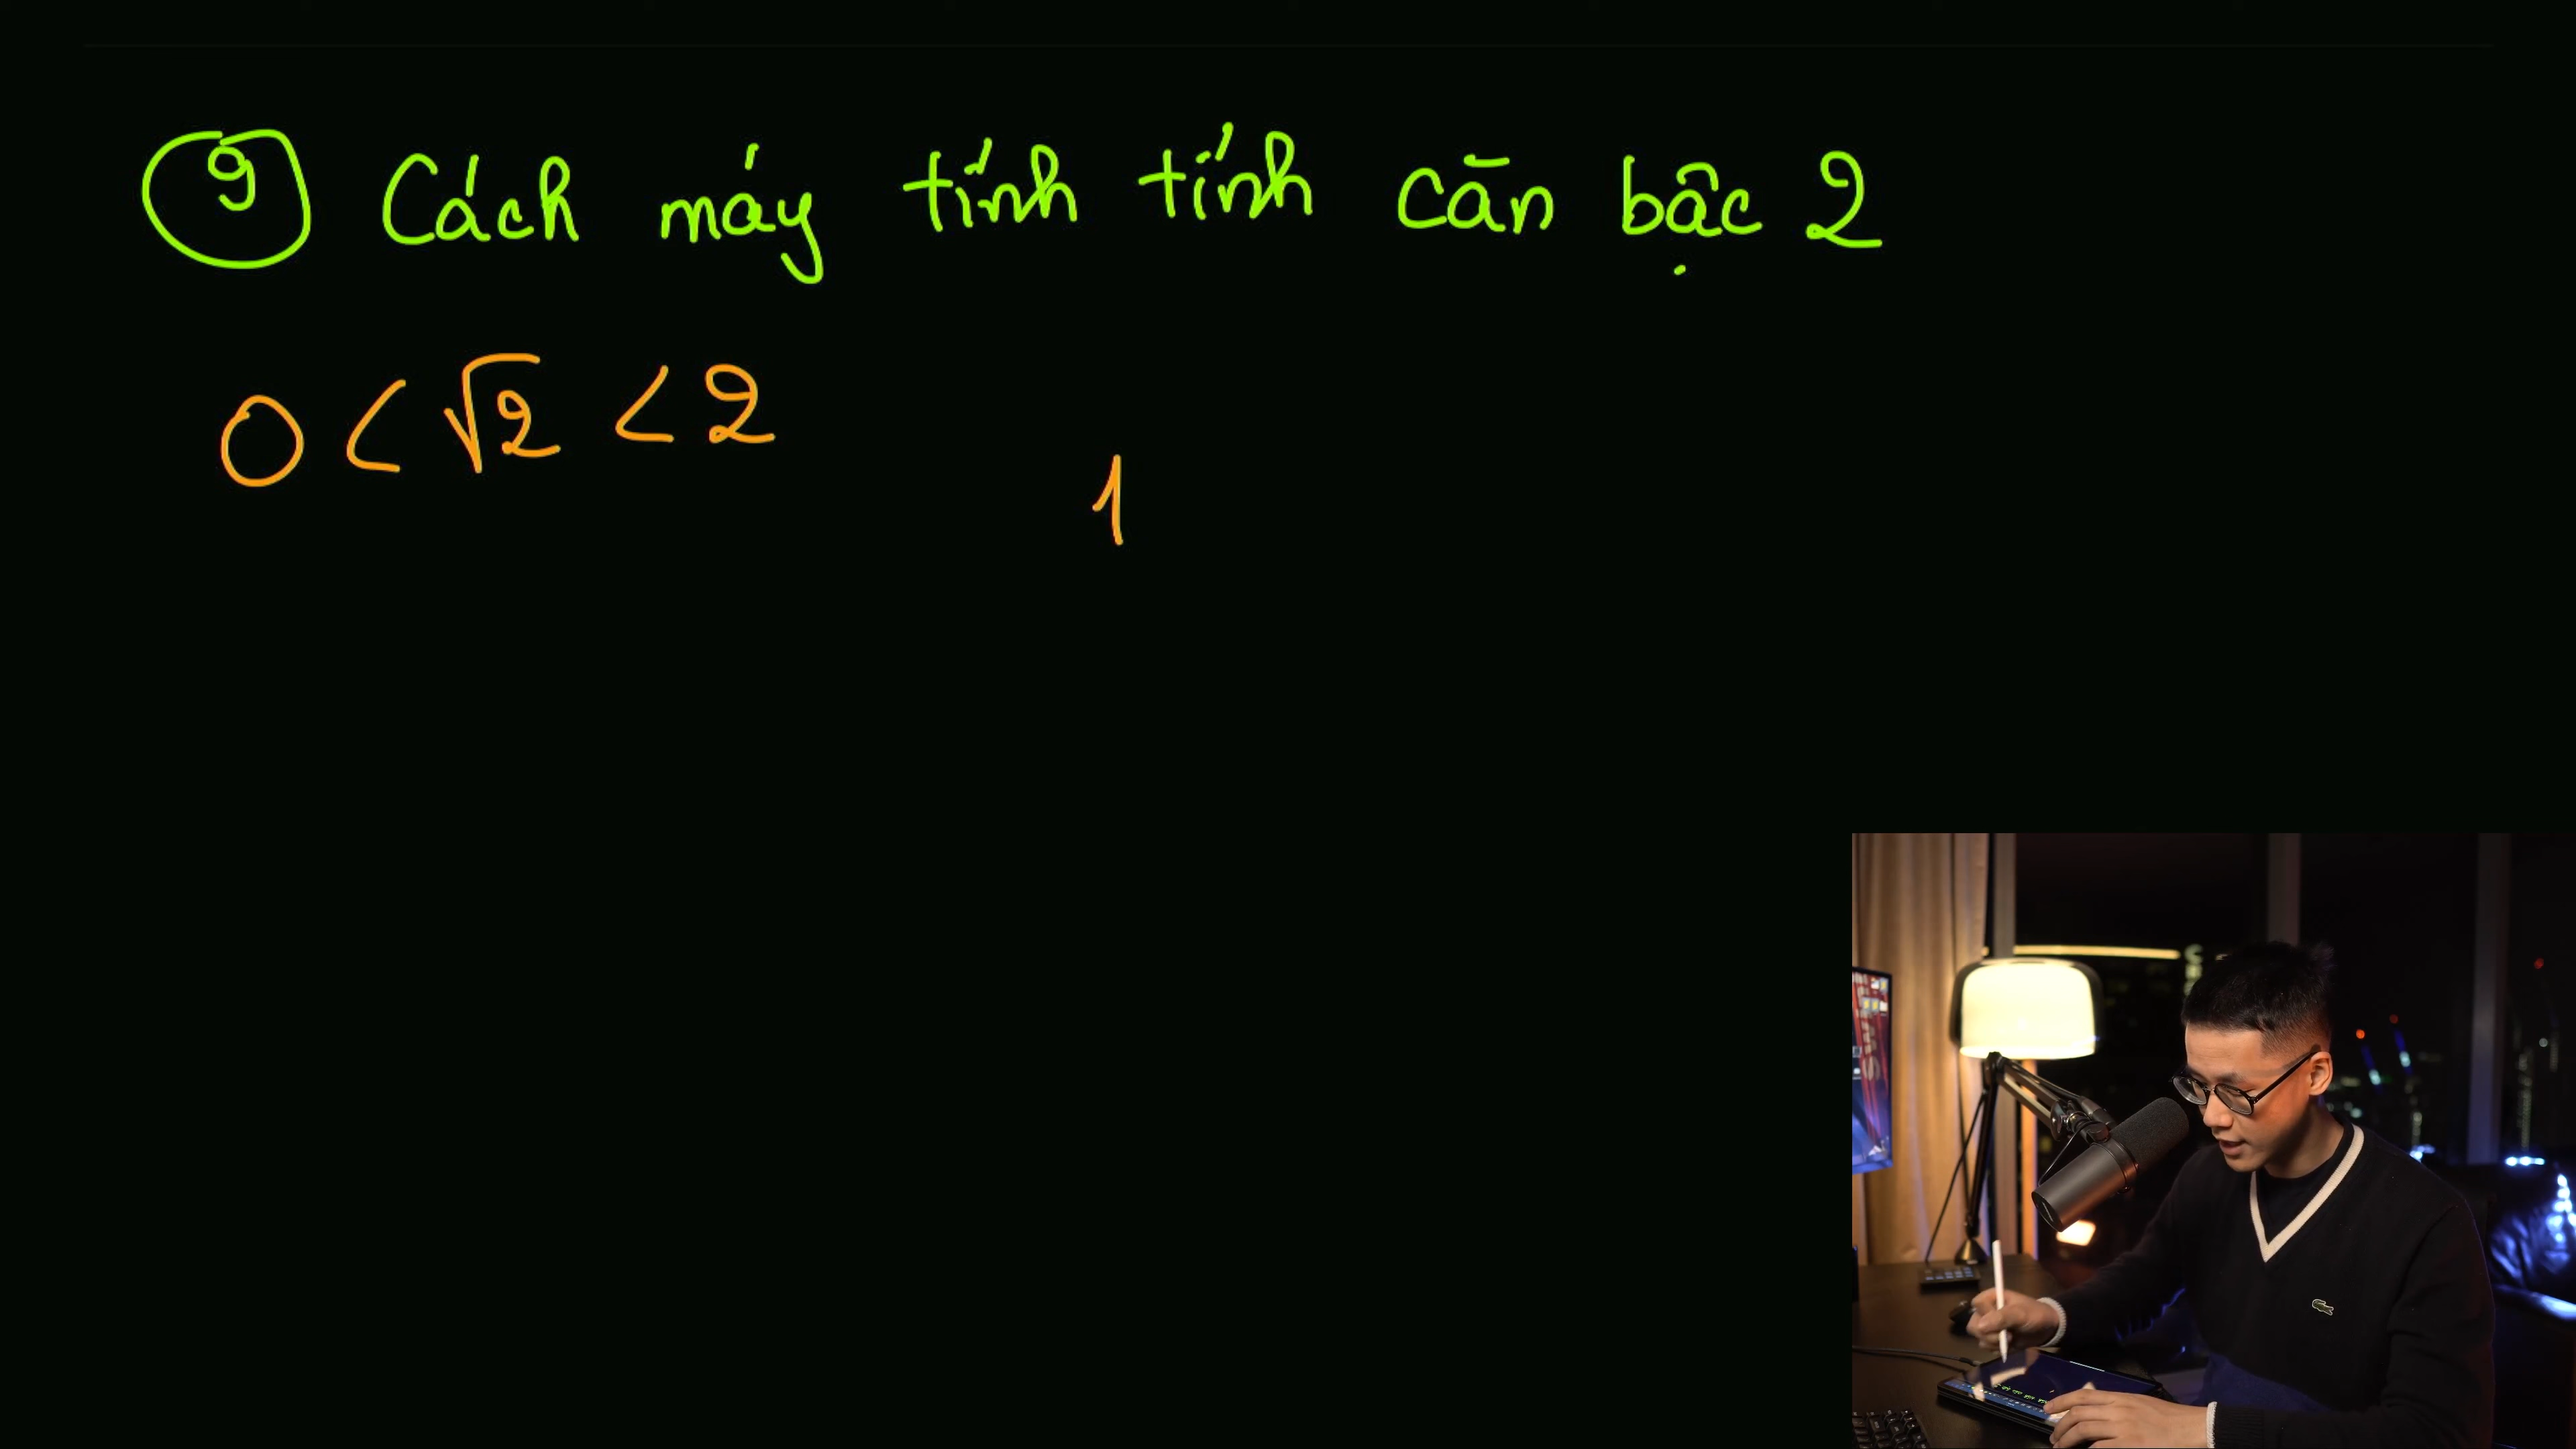 9 Cách máy tính tính căn bậc 2
0 < √2 < 2
1